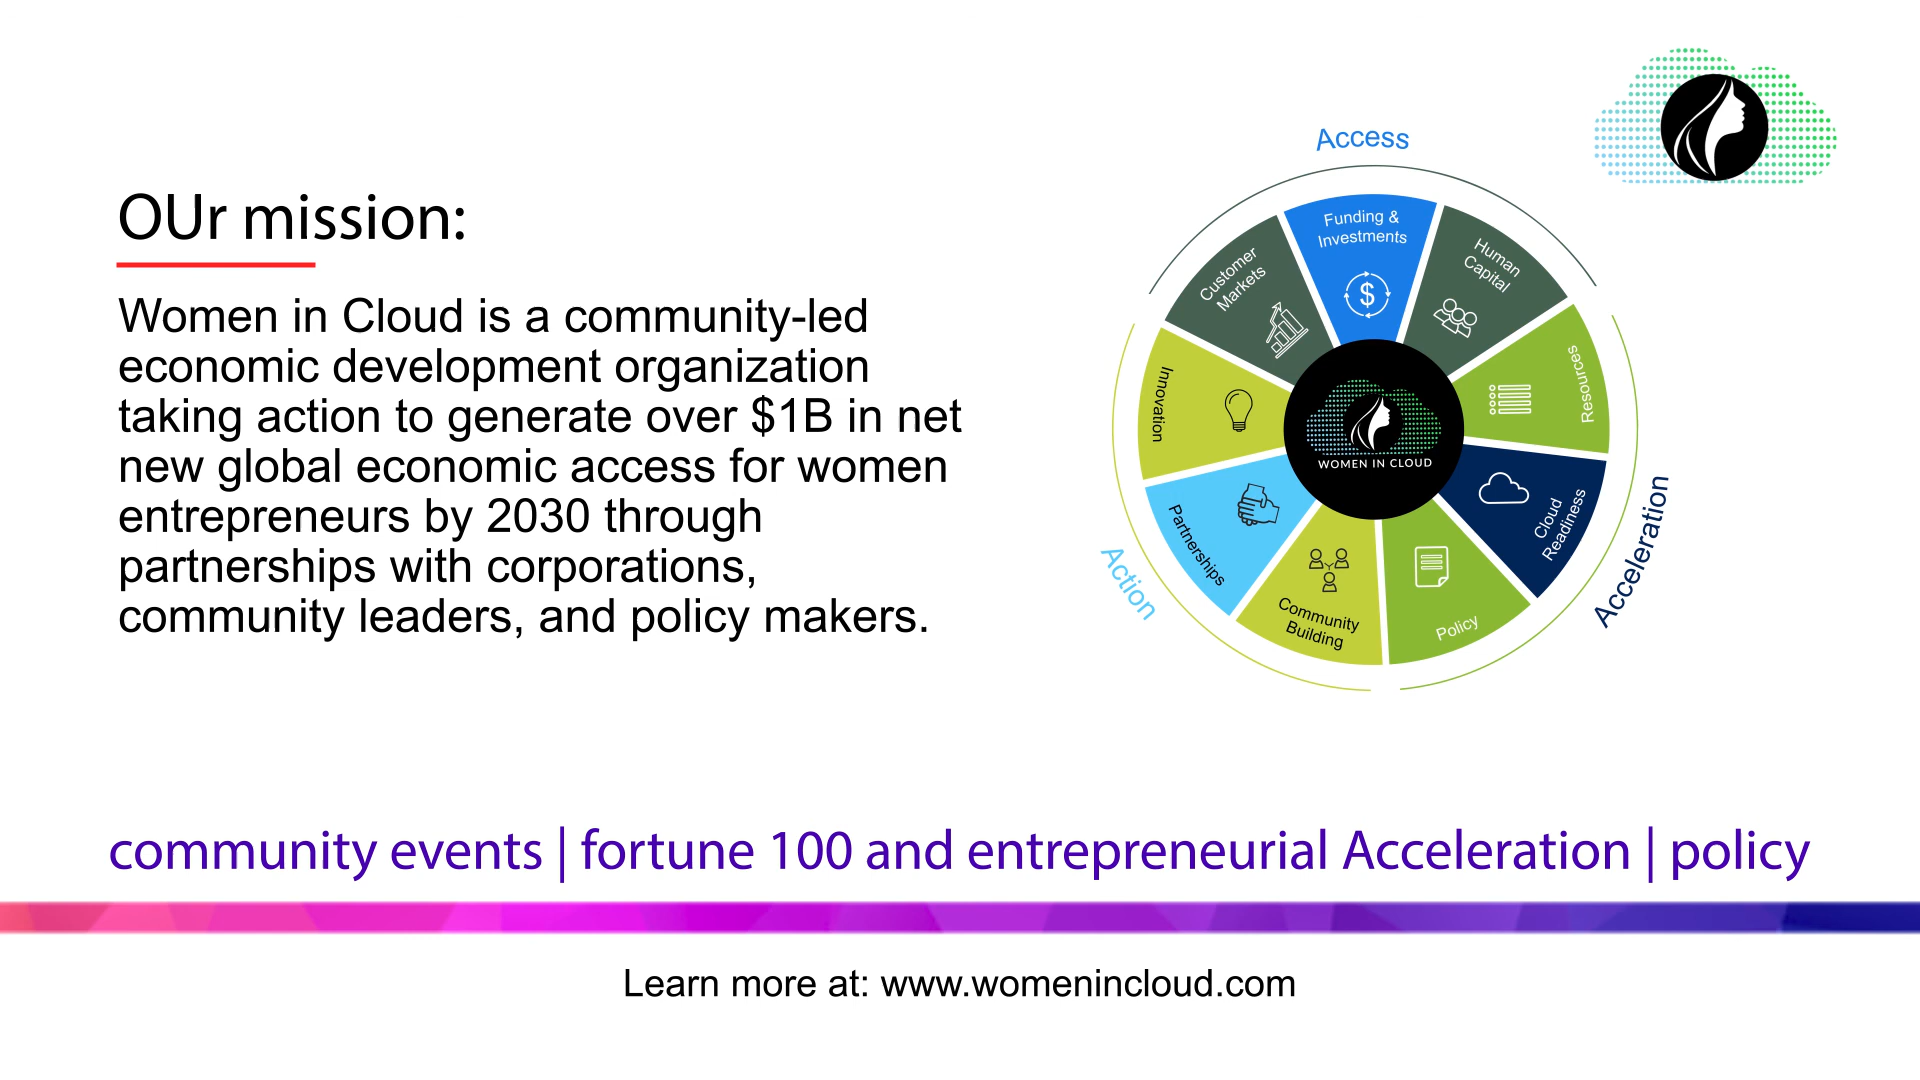 OUr mission:
Women in Cloud is a community-led
economic development organization
taking action to generate over $1B in net
new global economic access for women
entrepreneurs by 2030 through
partnerships with corporations,
community leaders, and policy makers.
Access
Funding &
Investments
$
Human
Capital
Resources
Cloud
Readiness
Policy
Community
Building
Partnerships
Innovation
Customer
Markets
WOMEN IN CLOUD
Acceleration
Action
community events | fortune 100 and entrepreneurial Acceleration | policy
Learn more at: www.womenincloud.com